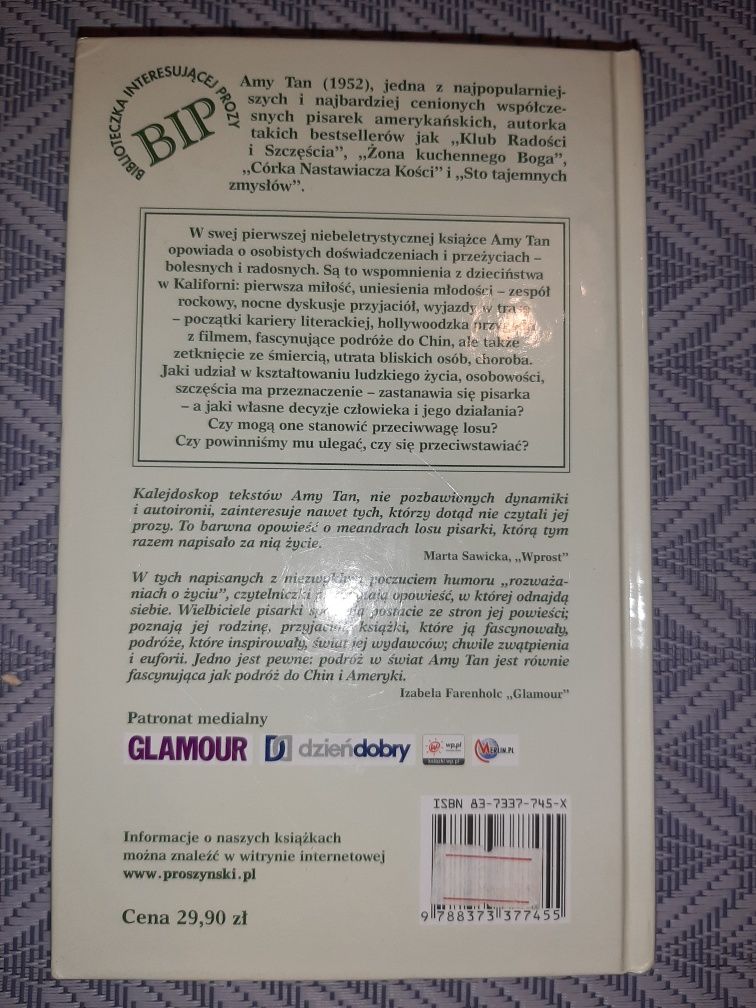 BIBLIOTECZKA INTERESUJĄCEJ PROZY
BIP
Amy Tan (1952), jedna z najpopularniej-
szych i najbardziej cenionych współcze-
snych pisarek amerykańskich, autorka
takich bestsellerów jak „Klub Radości
i Szczęścia”, „Żona kuchennego Boga”,
„Córka Nastawiacza Kości” i „Sto tajemnych
zmysłów”.
W swej pierwszej niebeletrystycznej książce Amy Tan
opowiada o osobistych doświadczeniach i przeżyciach –
bolesnych i radosnych. Są to wspomnienia z dzieciństwa
w Kaliforni: pierwsza miłość, uniesienia młodości – zespół
rockowy, nocne dyskusje przyjaciół, wyjazdy w trasę
– początki kariery literackiej, hollywoodzka
z filmem, fascynujące podróże do Chin, ale także
zetknięcie ze śmiercią, utrata bliskich osób, choroba.
Jaki udział w kształtowaniu ludzkiego życia, osobowości,
szczęścia ma przeznaczenie – zastanawia się pisarka
– a jaki własne decyzje człowieka i jego działania?
Czy mogą one stanowić przeciwwagę losu?
Czy powinniśmy mu ulegać, czy się przeciwstawiać?
Kalejdoskop tekstów Amy Tan, nie pozbawionych dynamiki
i autoironii, zainteresuje nawet tych, którzy dotąd nie czytali jej
prozy. To barwna opowieść o meandrach losu pisarki, którą tym
razem napisało za nią życie.
Marta Sawicka, „Wprost”
W tych napisanych z niezwykłym poczuciem humoru „rozważa-
niach o życiu”, czytelniczki opowieść, w której odnajdą
siebie. Wielbiciele pisarki postacie ze stron jej powieści;
poznają jej rodzinę, przyjaciół, książki, które ją fascynowały,
podróże, które inspirowały, świat jej wydawców; chwile zwątpienia
i euforii. Jedno jest pewne: podróż w świat Amy Tan jest równie
fascynująca jak podróż do Chin i Ameryki.
Izabela Farenholc „Glamour”
Patronat medialny
GLAMOUR dzieńdobry wp.pl ksiazki.wp.pl MERLIN.PL
ISBN 83-7337-745-X
Informacje o naszych książkach
można znaleźć w witrynie internetowej
www.proszynski.pl
9 788373 377455
Cena 29,90 zł